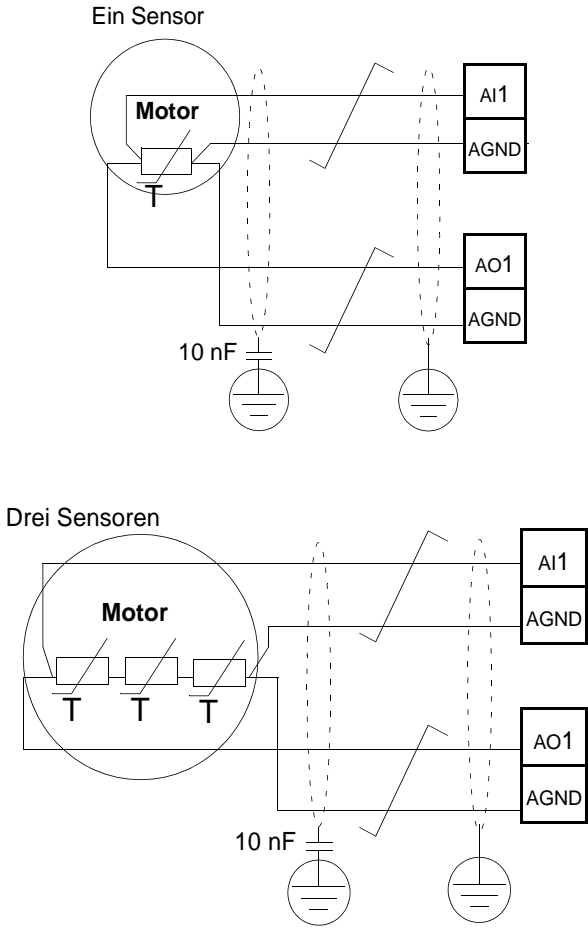 Ein Sensor
AI1
Motor
AGND
T
AO1
AGND
10 nF
Drei Sensoren
AI1
Motor
AGND
T T T
AO1
AGND
10 nF